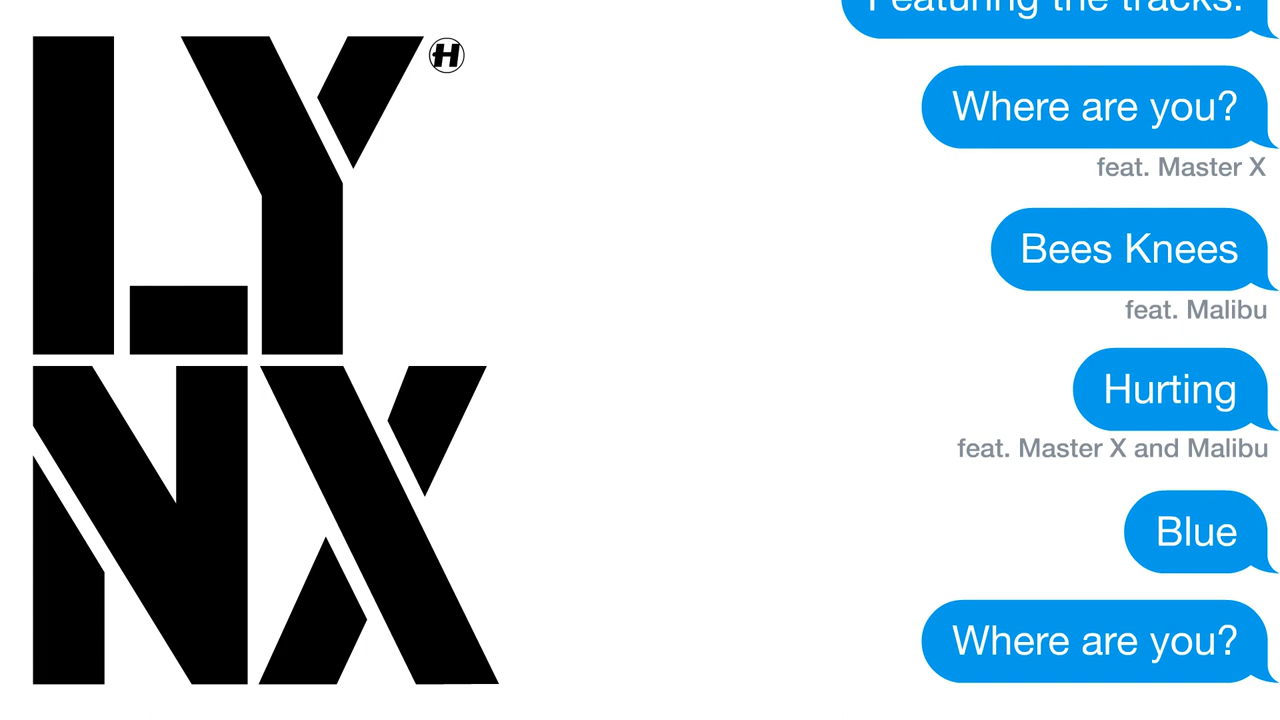 LY
NX
H
Featuring the tracks:
Where are you?
feat. Master X
Bees Knees
feat. Malibu
Hurting
feat. Master X and Malibu
Blue
Where are you?